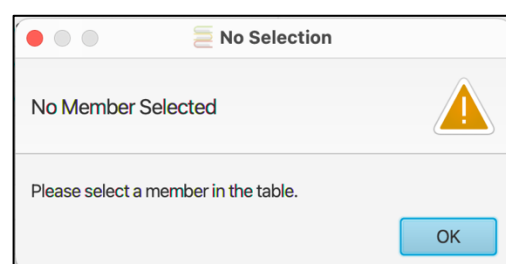 No Selection
No Member Selected
Please select a member in the table.
OK